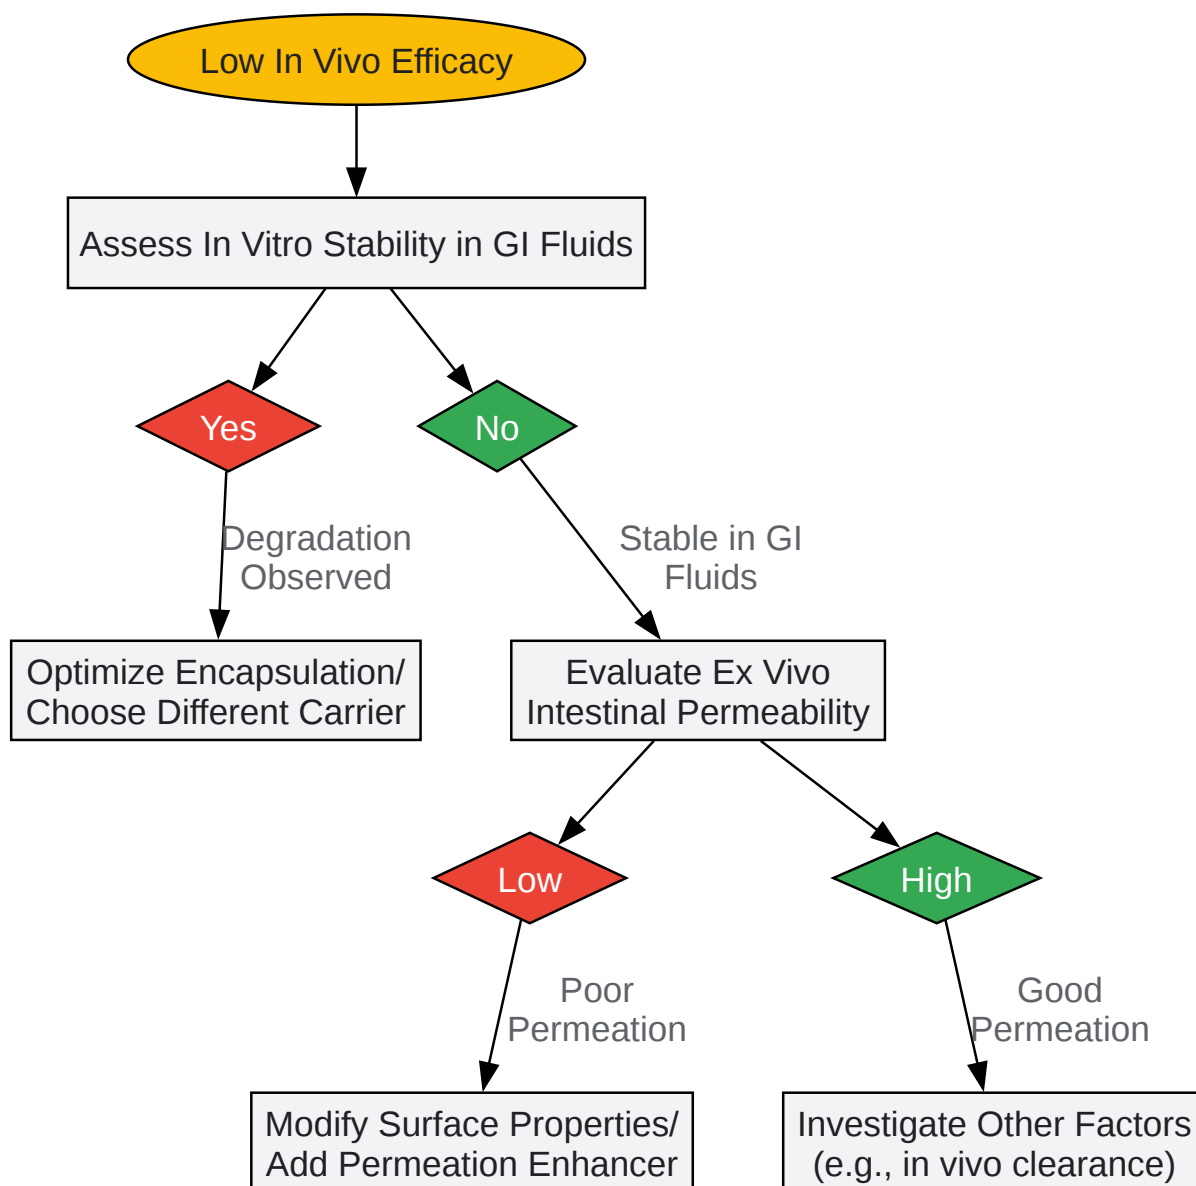 Low In Vivo Efficacy
Assess In Vitro Stability in GI Fluids
Yes
No
Degradation
Observed
Stable in GI
Fluids
Optimize Encapsulation/
Choose Different Carrier
Evaluate Ex Vivo
Intestinal Permeability
Low
High
Poor
Permeation
Good
Permeation
Modify Surface Properties/
Add Permeation Enhancer
Investigate Other Factors
(e.g., in vivo clearance)